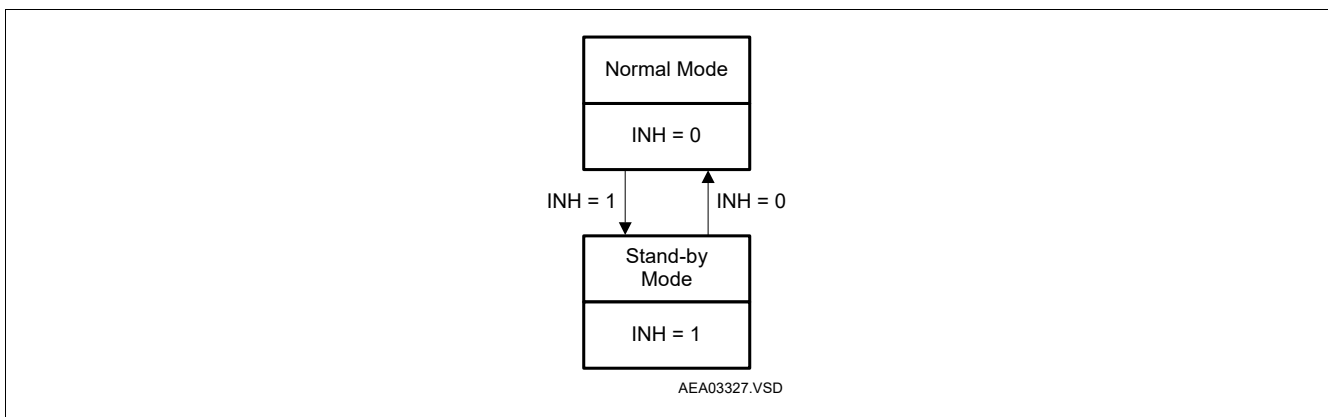 Normal Mode
INH = 0
INH = 1
INH = 0
Stand-by
Mode
INH = 1
AEA03327.VSD